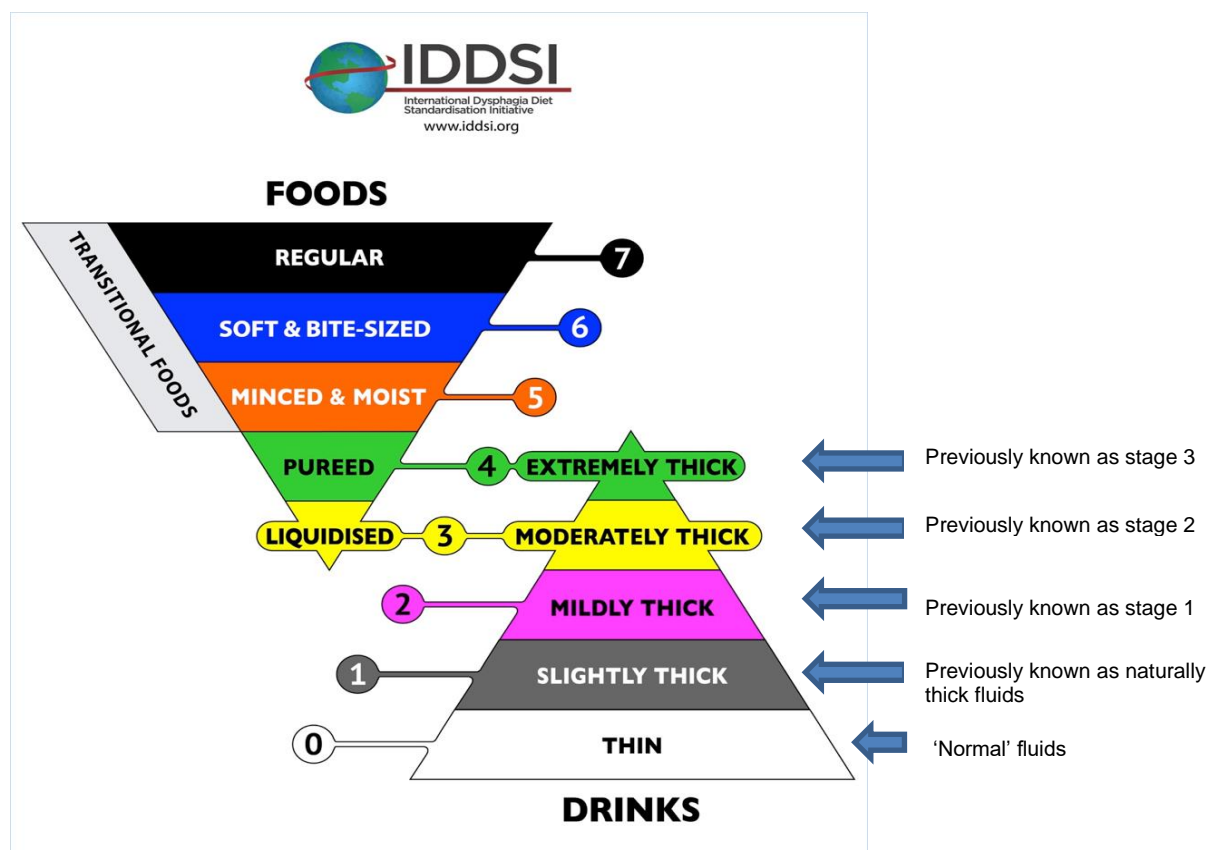 IDDSI
International Dysphagia Diet
Standardisation Initiative
www.iddsi.org
FOODS
TRANSITIONAL FOODS
REGULAR
7
SOFT & BITE-SIZED
6
MINCED & MOIST
5
PUREED
4
EXTREMELY THICK
Previously known as stage 3
LIQUIDISED
3
MODERATELY THICK
Previously known as stage 2
2
MILDLY THICK
Previously known as stage 1
1
SLIGHTLY THICK
Previously known as naturally
thick fluids
0
THIN
‘Normal’ fluids
DRINKS